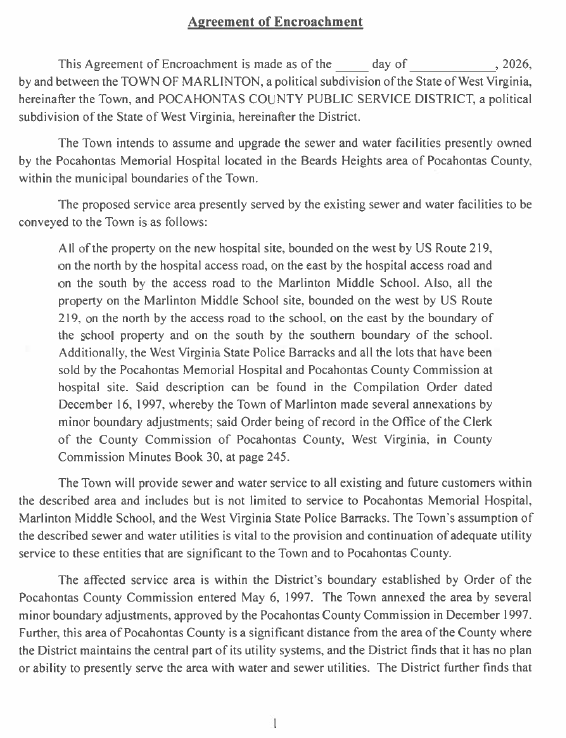 Agreement of Encroachment
This Agreement of Encroachment is made as of the _____ day of _____________, 2026,
by and between the TOWN OF MARLINTON, a political subdivision of the State of West Virginia,
hereinafter the Town, and POCAHONTAS COUNTY PUBLIC SERVICE DISTRICT, a political
subdivision of the State of West Virginia, hereinafter the District.
The Town intends to assume and upgrade the sewer and water facilities presently owned
by the Pocahontas Memorial Hospital located in the Beards Heights area of Pocahontas County,
within the municipal boundaries of the Town.
The proposed service area presently served by the existing sewer and water facilities to be
conveyed to the Town is as follows:
All of the property on the new hospital site, bounded on the west by US Route 219,
on the north by the hospital access road, on the east by the hospital access road and
on the south by the access road to the Marlinton Middle School. Also, all the
property on the Marlinton Middle School site, bounded on the west by US Route
219, on the north by the access road to the school, on the east by the boundary of
the school property and on the south by the southern boundary of the school.
Additionally, the West Virginia State Police Barracks and all the lots that have been
sold by the Pocahontas Memorial Hospital and Pocahontas County Commission at
hospital site. Said description can be found in the Compilation Order dated
December 16, 1997, whereby the Town of Marlinton made several annexations by
minor boundary adjustments; said Order being of record in the Office of the Clerk
of the County Commission of Pocahontas County, West Virginia, in County
Commission Minutes Book 30, at page 245.
The Town will provide sewer and water service to all existing and future customers within
the described area and includes but is not limited to service to Pocahontas Memorial Hospital,
Marlinton Middle School, and the West Virginia State Police Barracks. The Town's assumption of
the described sewer and water utilities is vital to the provision and continuation of adequate utility
service to these entities that are significant to the Town and to Pocahontas County.
The affected service area is within the District's boundary established by Order of the
Pocahontas County Commission entered May 6, 1997. The Town annexed the area by several
minor boundary adjustments, approved by the Pocahontas County Commission in December 1997.
Further, this area of Pocahontas County is a significant distance from the area of the County where
the District maintains the central part of its utility systems, and the District finds that it has no plan
or ability to presently serve the area with water and sewer utilities. The District further finds that
1